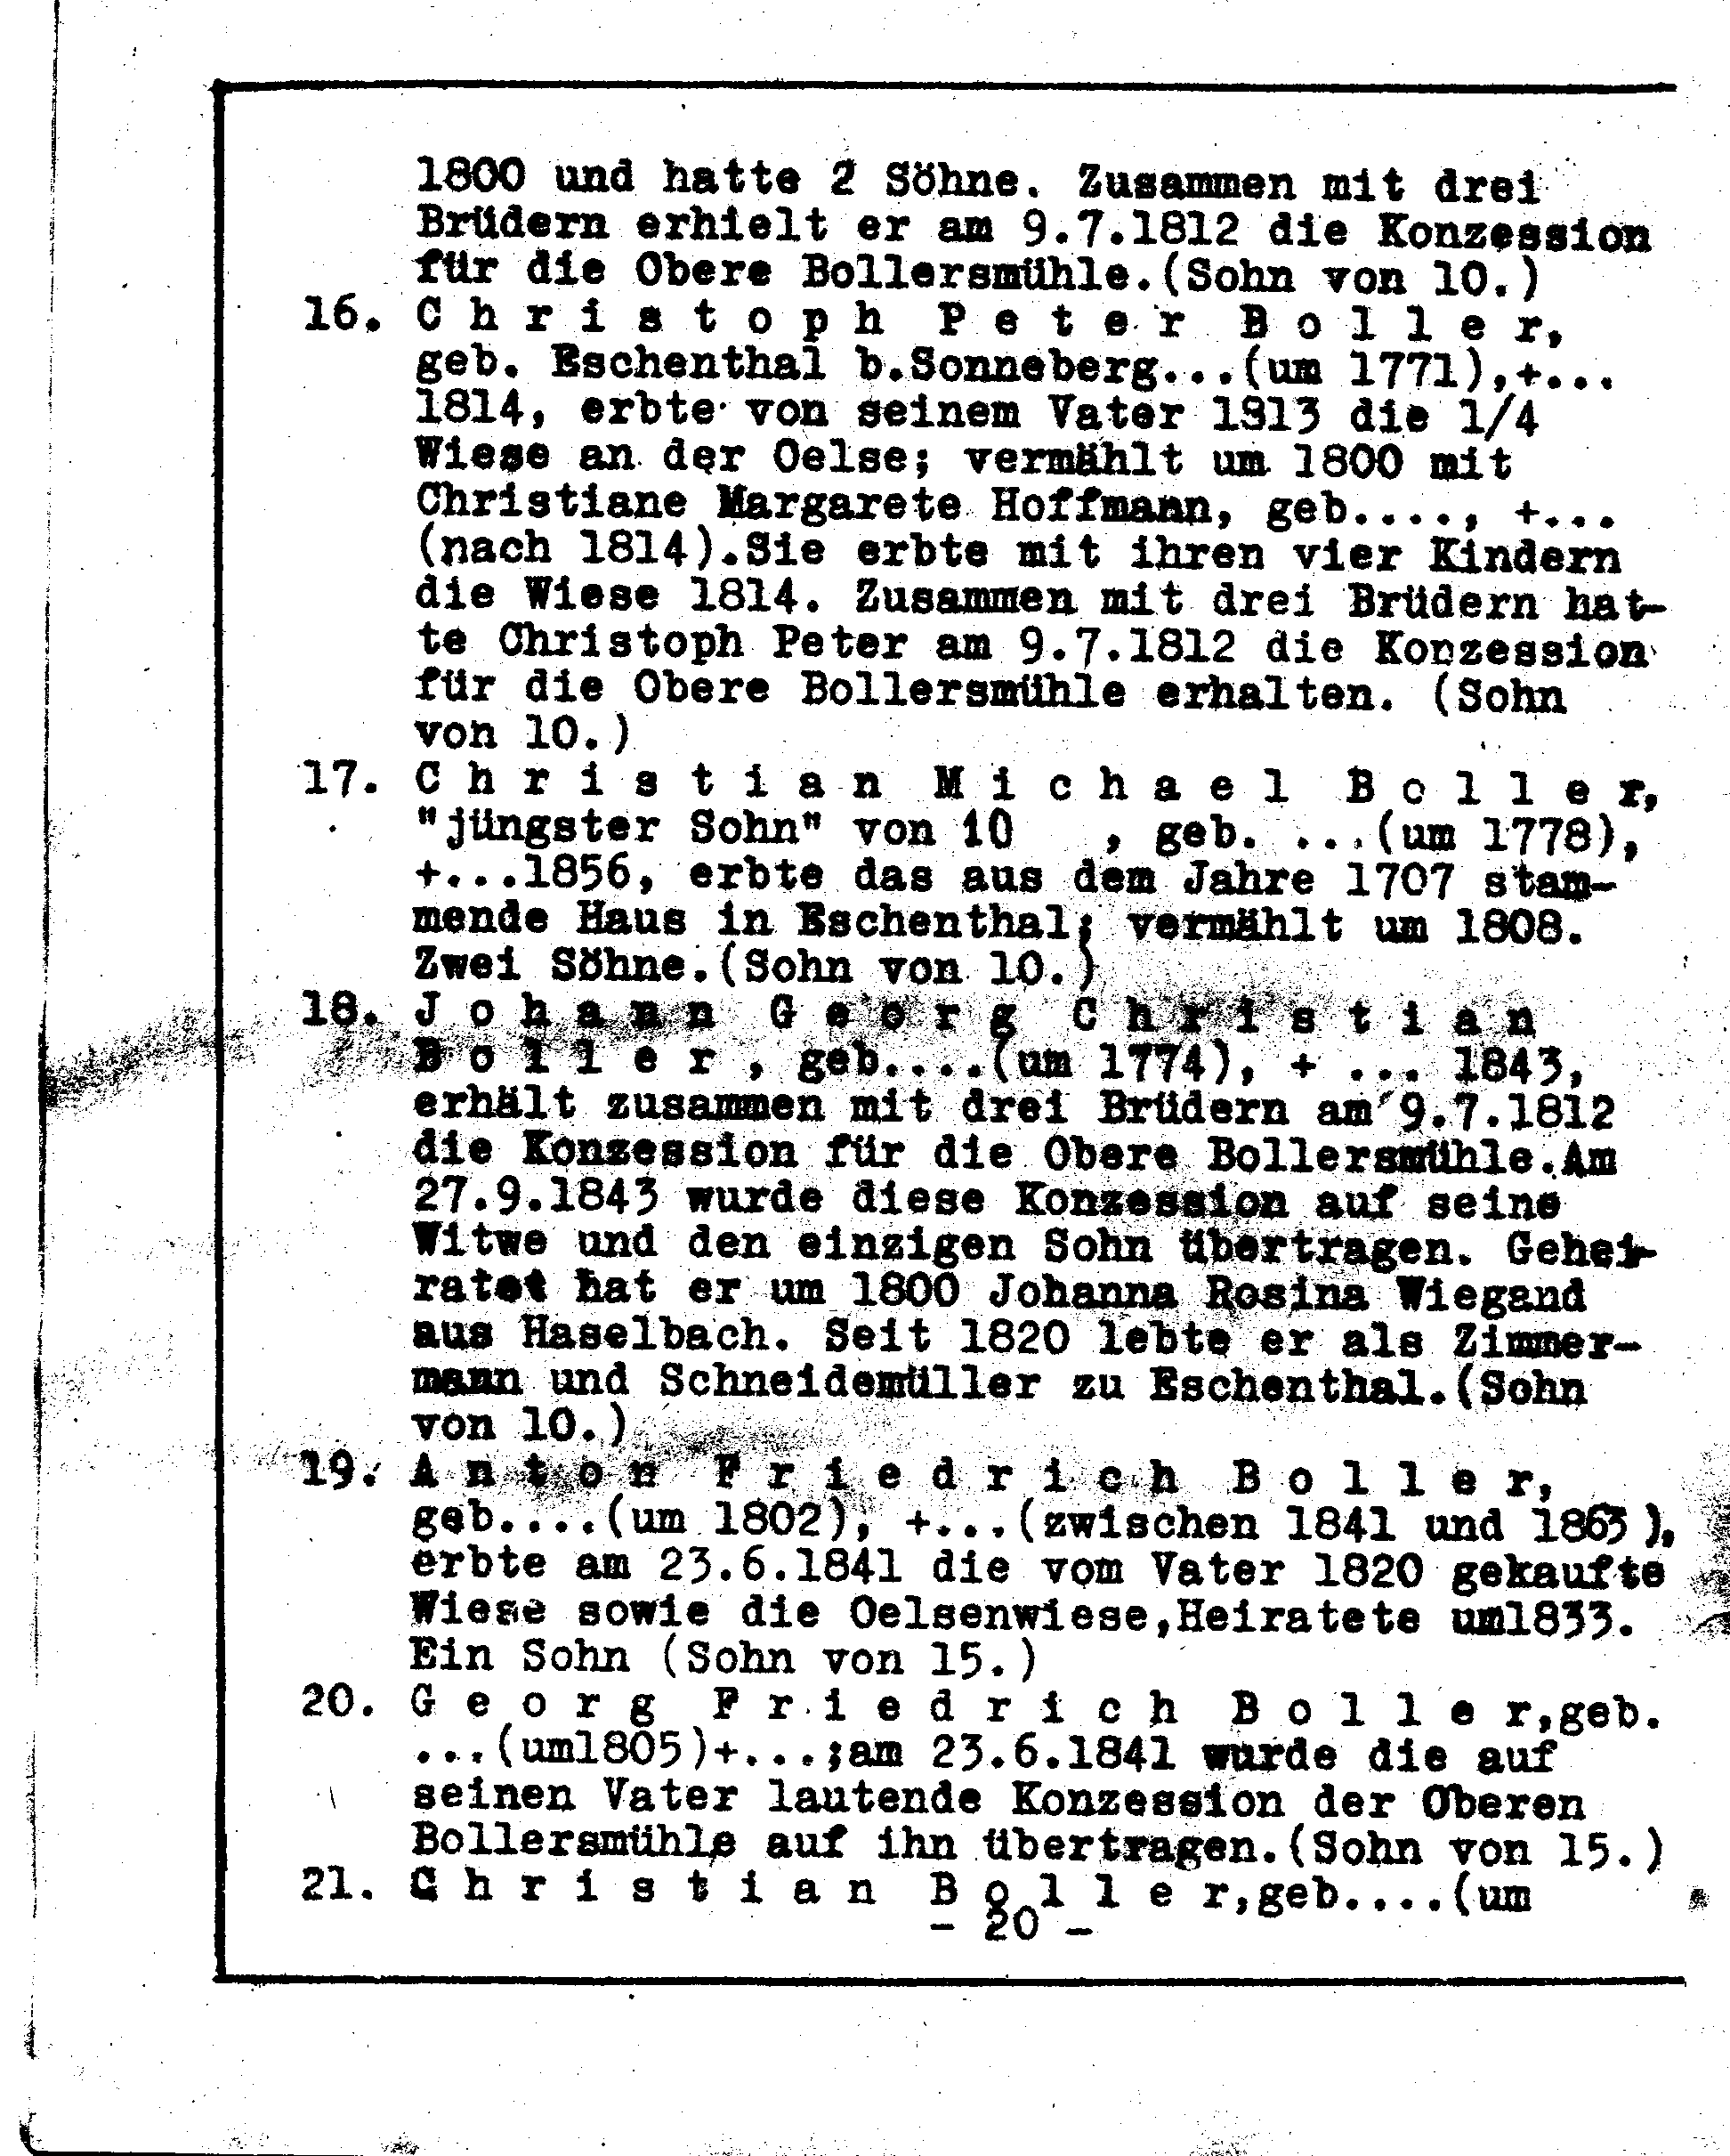 1800 und hatte 2 Söhne. Zusammen mit drei
Brüdern erhielt er am 9.7.1812 die Konzession
für die Obere Bollersmühle.(Sohn von 10.)
16. C h r i s t o p h  P e t e r  B o l l e r,
geb. Eschenthal b.Sonneberg...(um 1771),+...
1814, erbte von seinem Vater 1813 die 1/4
Wiese an der Oelse; vermählt um 1800 mit
Christiane Margarete Hoffmann, geb...., +...
(nach 1814).Sie erbte mit ihren vier Kindern
die Wiese 1814. Zusammen mit drei Brüdern hat-
te Christoph Peter am 9.7.1812 die Konzession
für die Obere Bollersmühle erhalten. (Sohn
von 10.)
17. C h r i s t i a n  M i c h a e l  B o l l e r,
"jüngster Sohn" von 10   , geb. ...(um 1778),
+...1856, erbte das aus dem Jahre 1707 stam-
mende Haus in Eschenthal; vermählt um 1808.
Zwei Söhne.(Sohn von 10.)
18. J o h a n n  G e o r g  C h r i s t i a n
B o l l e r , geb....(um 1774), + ... 1843,
erhält zusammen mit drei Brüdern am 9.7.1812
die Konzession für die Obere Bollersmühle.Am
27.9.1843 wurde diese Konzession auf seine
Witwe und den einzigen Sohn übertragen. Gehei-
ratet hat er um 1800 Johanna Rosina Wiegand
aus Haselbach. Seit 1820 lebte er als Zimmer-
mann und Schneidemüller zu Eschenthal.(Sohn
von 10.)
19. A n t o n  F r i e d r i c h  B o l l e r,
geb....(um 1802), +...(zwischen 1841 und 1863),
erbte am 23.6.1841 die vom Vater 1820 gekaufte
Wiese sowie die Oelsenwiese,Heiratete um1833.
Ein Sohn (Sohn von 15.)
20. G e o r g  F r i e d r i c h  B o l l e r,geb.
...(um1805)+...;am 23.6.1841 wurde die auf
seinen Vater lautende Konzession der Oberen
Bollersmühle auf ihn übertragen.(Sohn von 15.)
21. C h r i s t i a n  B o l l e r,geb....(um
- 20 -